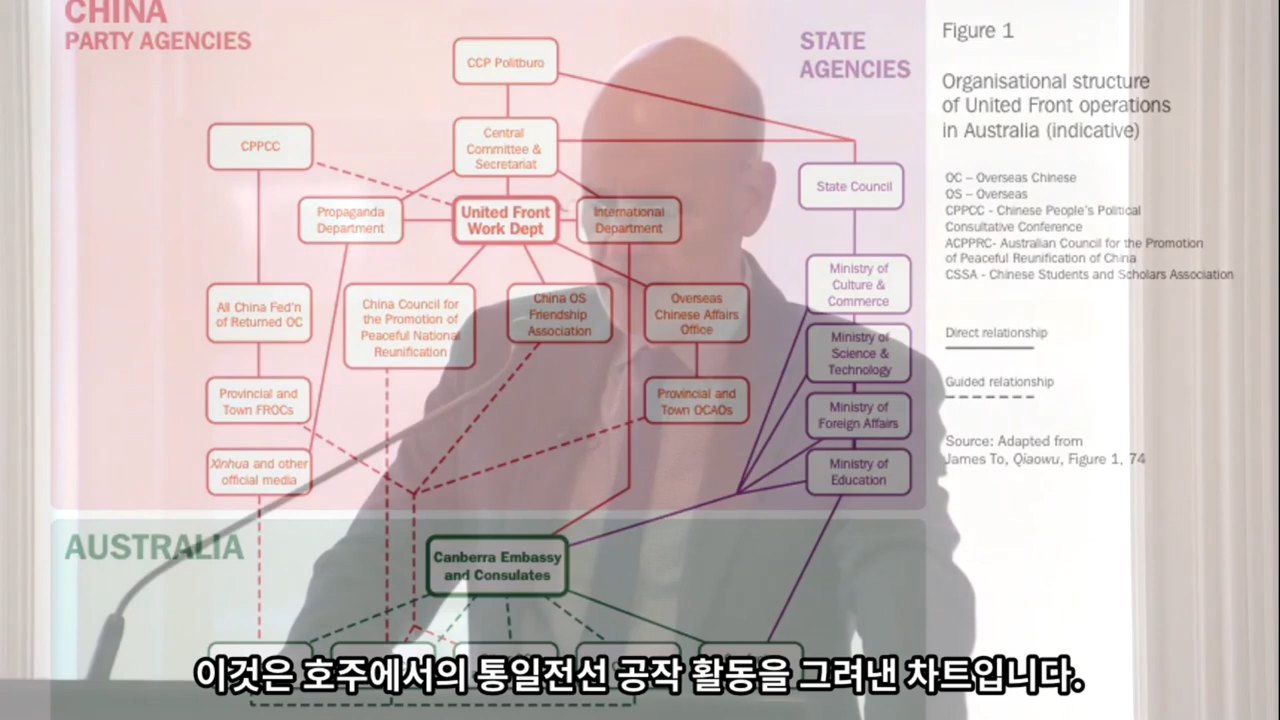 CHINA
PARTY AGENCIES
STATE
AGENCIES
CCP Politburo
Central
Committee &
Secretariat
CPPCC
State Council
Propaganda
Department
United Front
Work Dept
International
Department
Ministry of
Culture &
Commerce
All China Fed'n
of Returned OC
China Council for
the Promotion of
Peaceful National
Reunification
China OS
Friendship
Association
Overseas
Chinese Affairs
Office
Ministry of
Science &
Technology
Provincial and
Town FROCs
Provincial and
Town OCAOs
Ministry of
Foreign Affairs
Xinhua and other
official media
Ministry of
Education
AUSTRALIA
Canberra Embassy
and Consulates
Figure 1
Organisational structure
of United Front operations
in Australia (indicative)
OC – Overseas Chinese
OS – Overseas
CPPCC - Chinese People's Political
Consultative Conference
ACPPRC- Australian Council for the Promotion
of Peaceful Reunification of China
CSSA - Chinese Students and Scholars Association
Direct relationship
Guided relationship
Source: Adapted from
James To, Qiaowu, Figure 1, 74
이것은 호주에서의 통일전선 공작 활동을 그려낸 차트입니다.